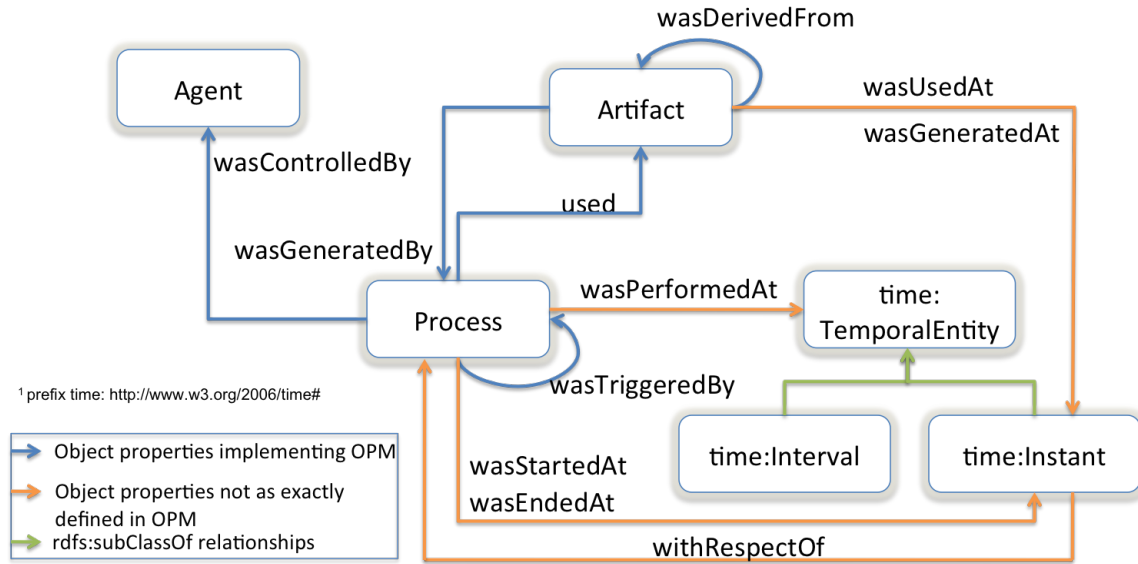 wasDerivedFrom
Agent
Artifact
wasUsedAt
wasGeneratedAt
wasControlledBy
used
wasGeneratedBy
wasPerformedAt
time:
TemporalEntity
Process
wasTriggeredBy
1 prefix time: http://www.w3.org/2006/time#
Object properties implementing OPM
Object properties not as exactly
defined in OPM
rdfs:subClassOf relationships
time:Interval
time:Instant
wasStartedAt
wasEndedAt
withRespectOf